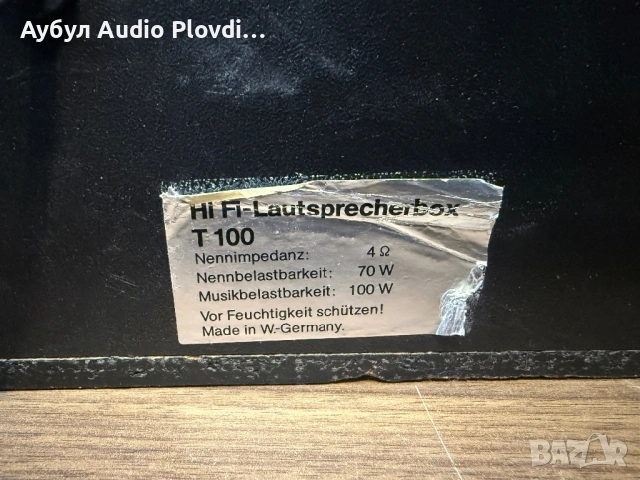 Аубул Audio Plovdi...
Hi Fi-Lautsprecherbox
T 100
Nennimpedanz: 4 Ω
Nennbelastbarkeit: 70 W
Musikbelastbarkeit: 100 W
Vor Feuchtigkeit schützen!
Made in W.-Germany.
BAZAR